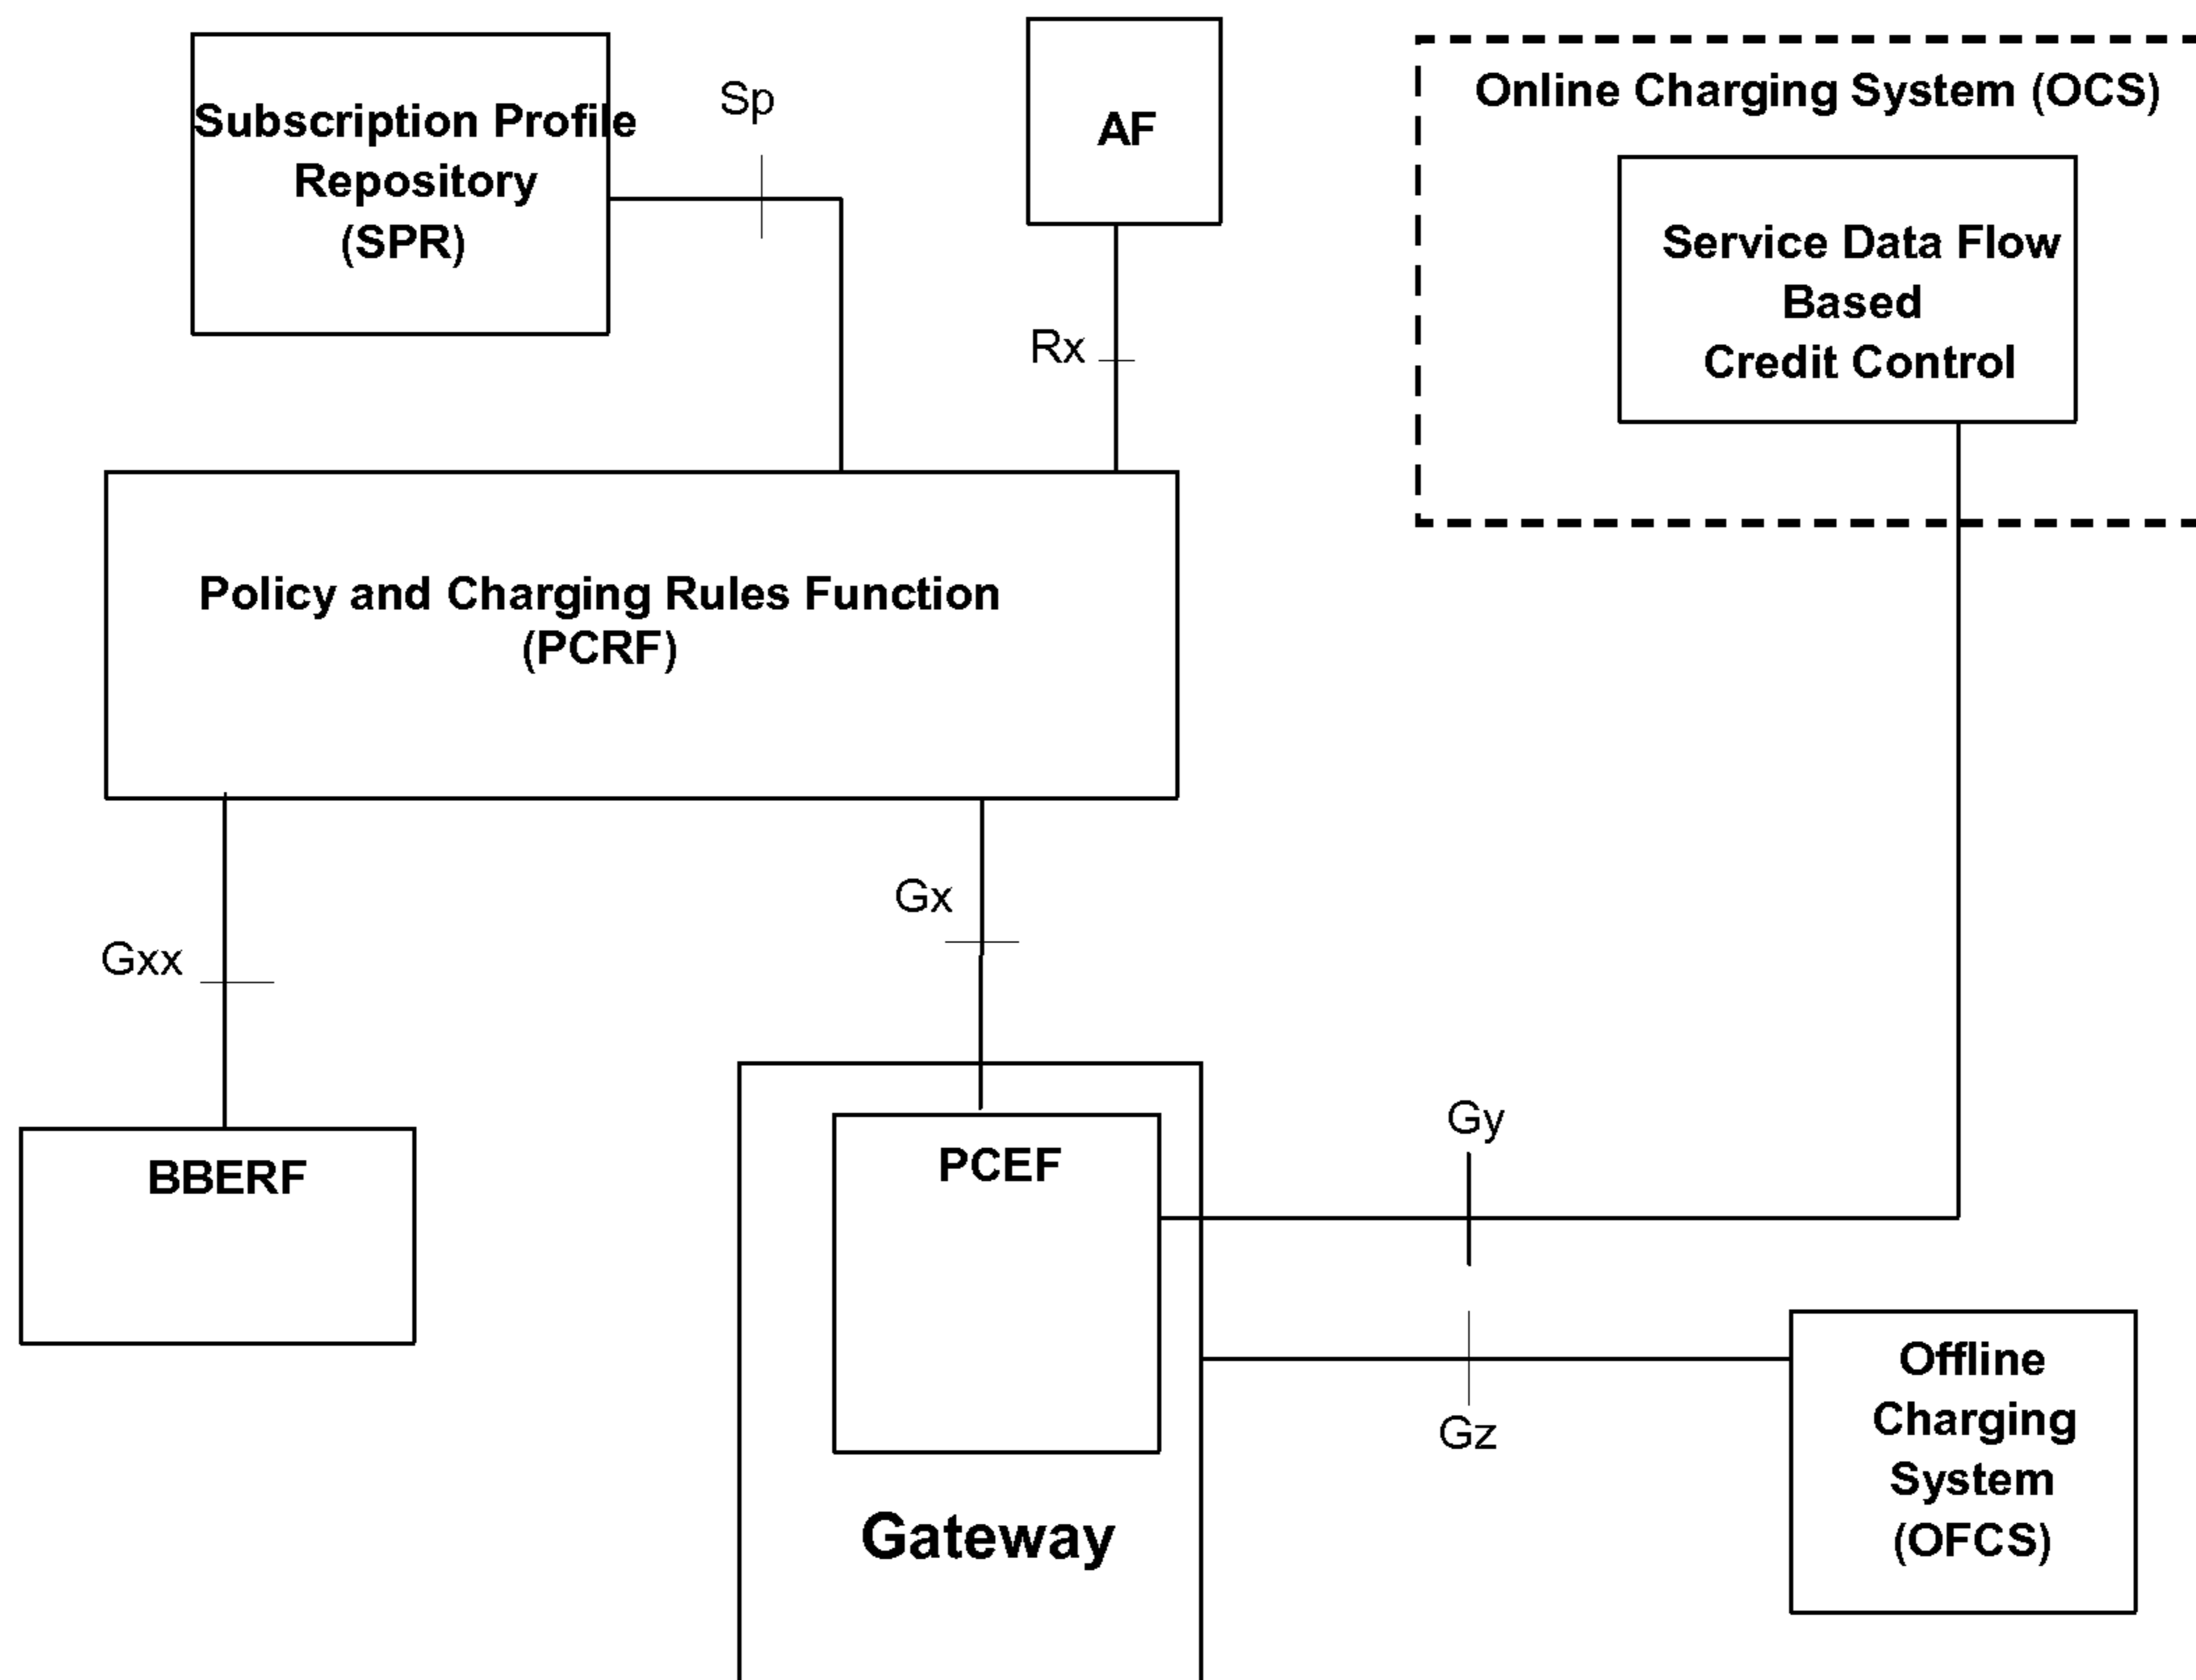 Subscription Profile
Repository
(SPR)
Sp
AF
Rx
Online Charging System (OCS)
Service Data Flow
Based
Credit Control
Policy and Charging Rules Function
(PCRF)
Gxx
Gx
BBERF
PCEF
Gateway
Gy
Gz
Offline
Charging
System
(OFCS)